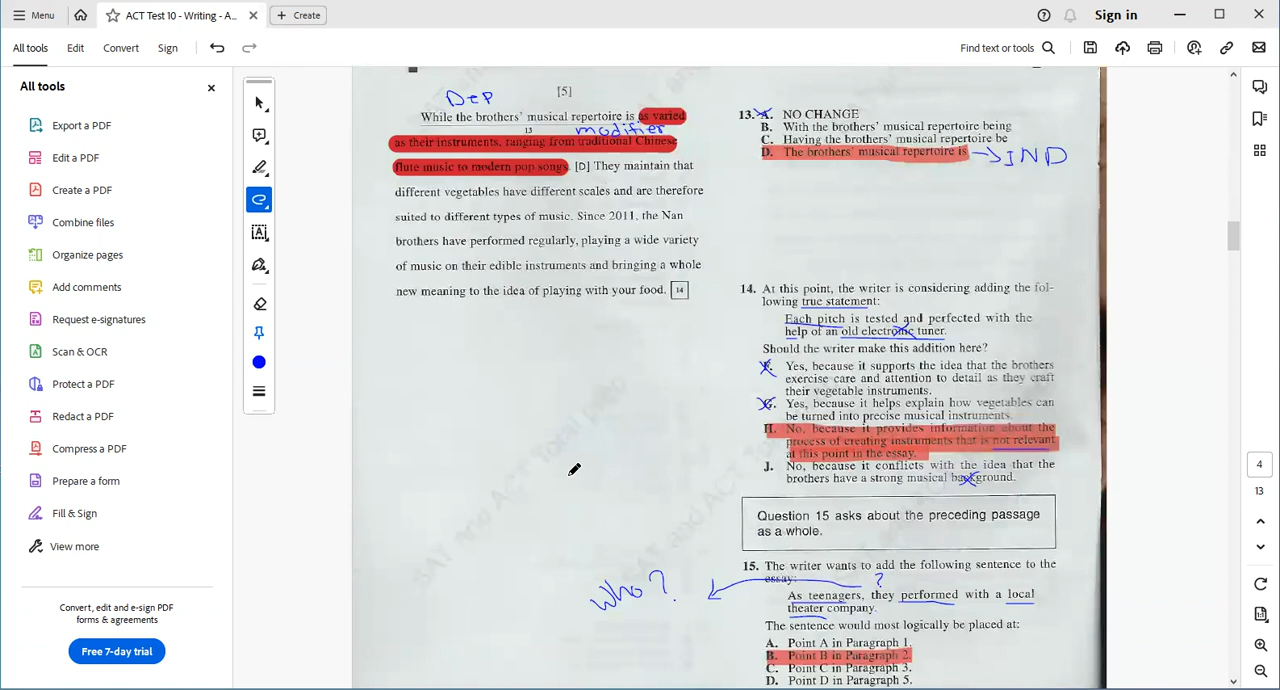 Menu
ACT Test 10 - Writing - A...
Create
Sign in
All tools
Edit
Convert
Sign
Find text or tools
All tools
Export a PDF
Edit a PDF
Create a PDF
Combine files
Organize pages
Add comments
Request e-signatures
Scan & OCR
Protect a PDF
Redact a PDF
Compress a PDF
Prepare a form
Fill & Sign
View more
Convert, edit and e-sign PDF
forms & agreements
Free 7-day trial
[5]
Dep
While the brothers' musical repertoire is as varied
13
modifier
as their instruments, ranging from traditional Chinese
flute music to modern pop songs. [D] They maintain that
different vegetables have different scales and are therefore
suited to different types of music. Since 2011, the Nan
brothers have performed regularly, playing a wide variety
of music on their edible instruments and bringing a whole
new meaning to the idea of playing with your food. 14
13. A. NO CHANGE
B. With the brothers' musical repertoire being
C. Having the brothers' musical repertoire be
D. The brothers' musical repertoire is
IND
14. At this point, the writer is considering adding the fol-
lowing true statement:
Each pitch is tested and perfected with the
help of an old electronic tuner.
Should the writer make this addition here?
F. Yes, because it supports the idea that the brothers
exercise care and attention to detail as they craft
their vegetable instruments.
G. Yes, because it helps explain how vegetables can
be turned into precise musical instruments.
H. No, because it provides information about the
process of creating instruments that is not relevant
at this point in the essay.
J. No, because it conflicts with the idea that the
brothers have a strong musical background.
Question 15 asks about the preceding passage
as a whole.
15. The writer wants to add the following sentence to the
essay:
?
As teenagers, they performed with a local
theater company.
who?
The sentence would most logically be placed at:
A. Point A in Paragraph 1.
B. Point B in Paragraph 2.
C. Point C in Paragraph 3.
D. Point D in Paragraph 5.
4
13